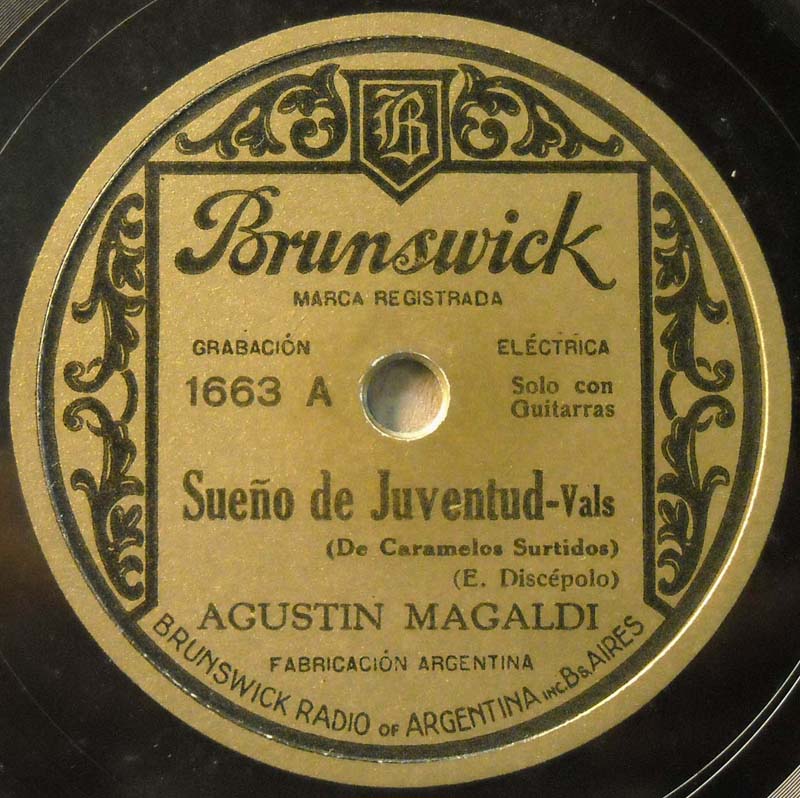 B
Brunswick
MARCA REGISTRADA
GRABACIÓN ELÉCTRICA
1663 A
Solo con
Guitarras
Sueño de Juventud-Vals
(De Caramelos Surtidos)
(E. Discépolo)
AGUSTIN MAGALDI
FABRICACIÓN ARGENTINA
BRUNSWICK RADIO OF ARGENTINA INC. Bs. AIRES